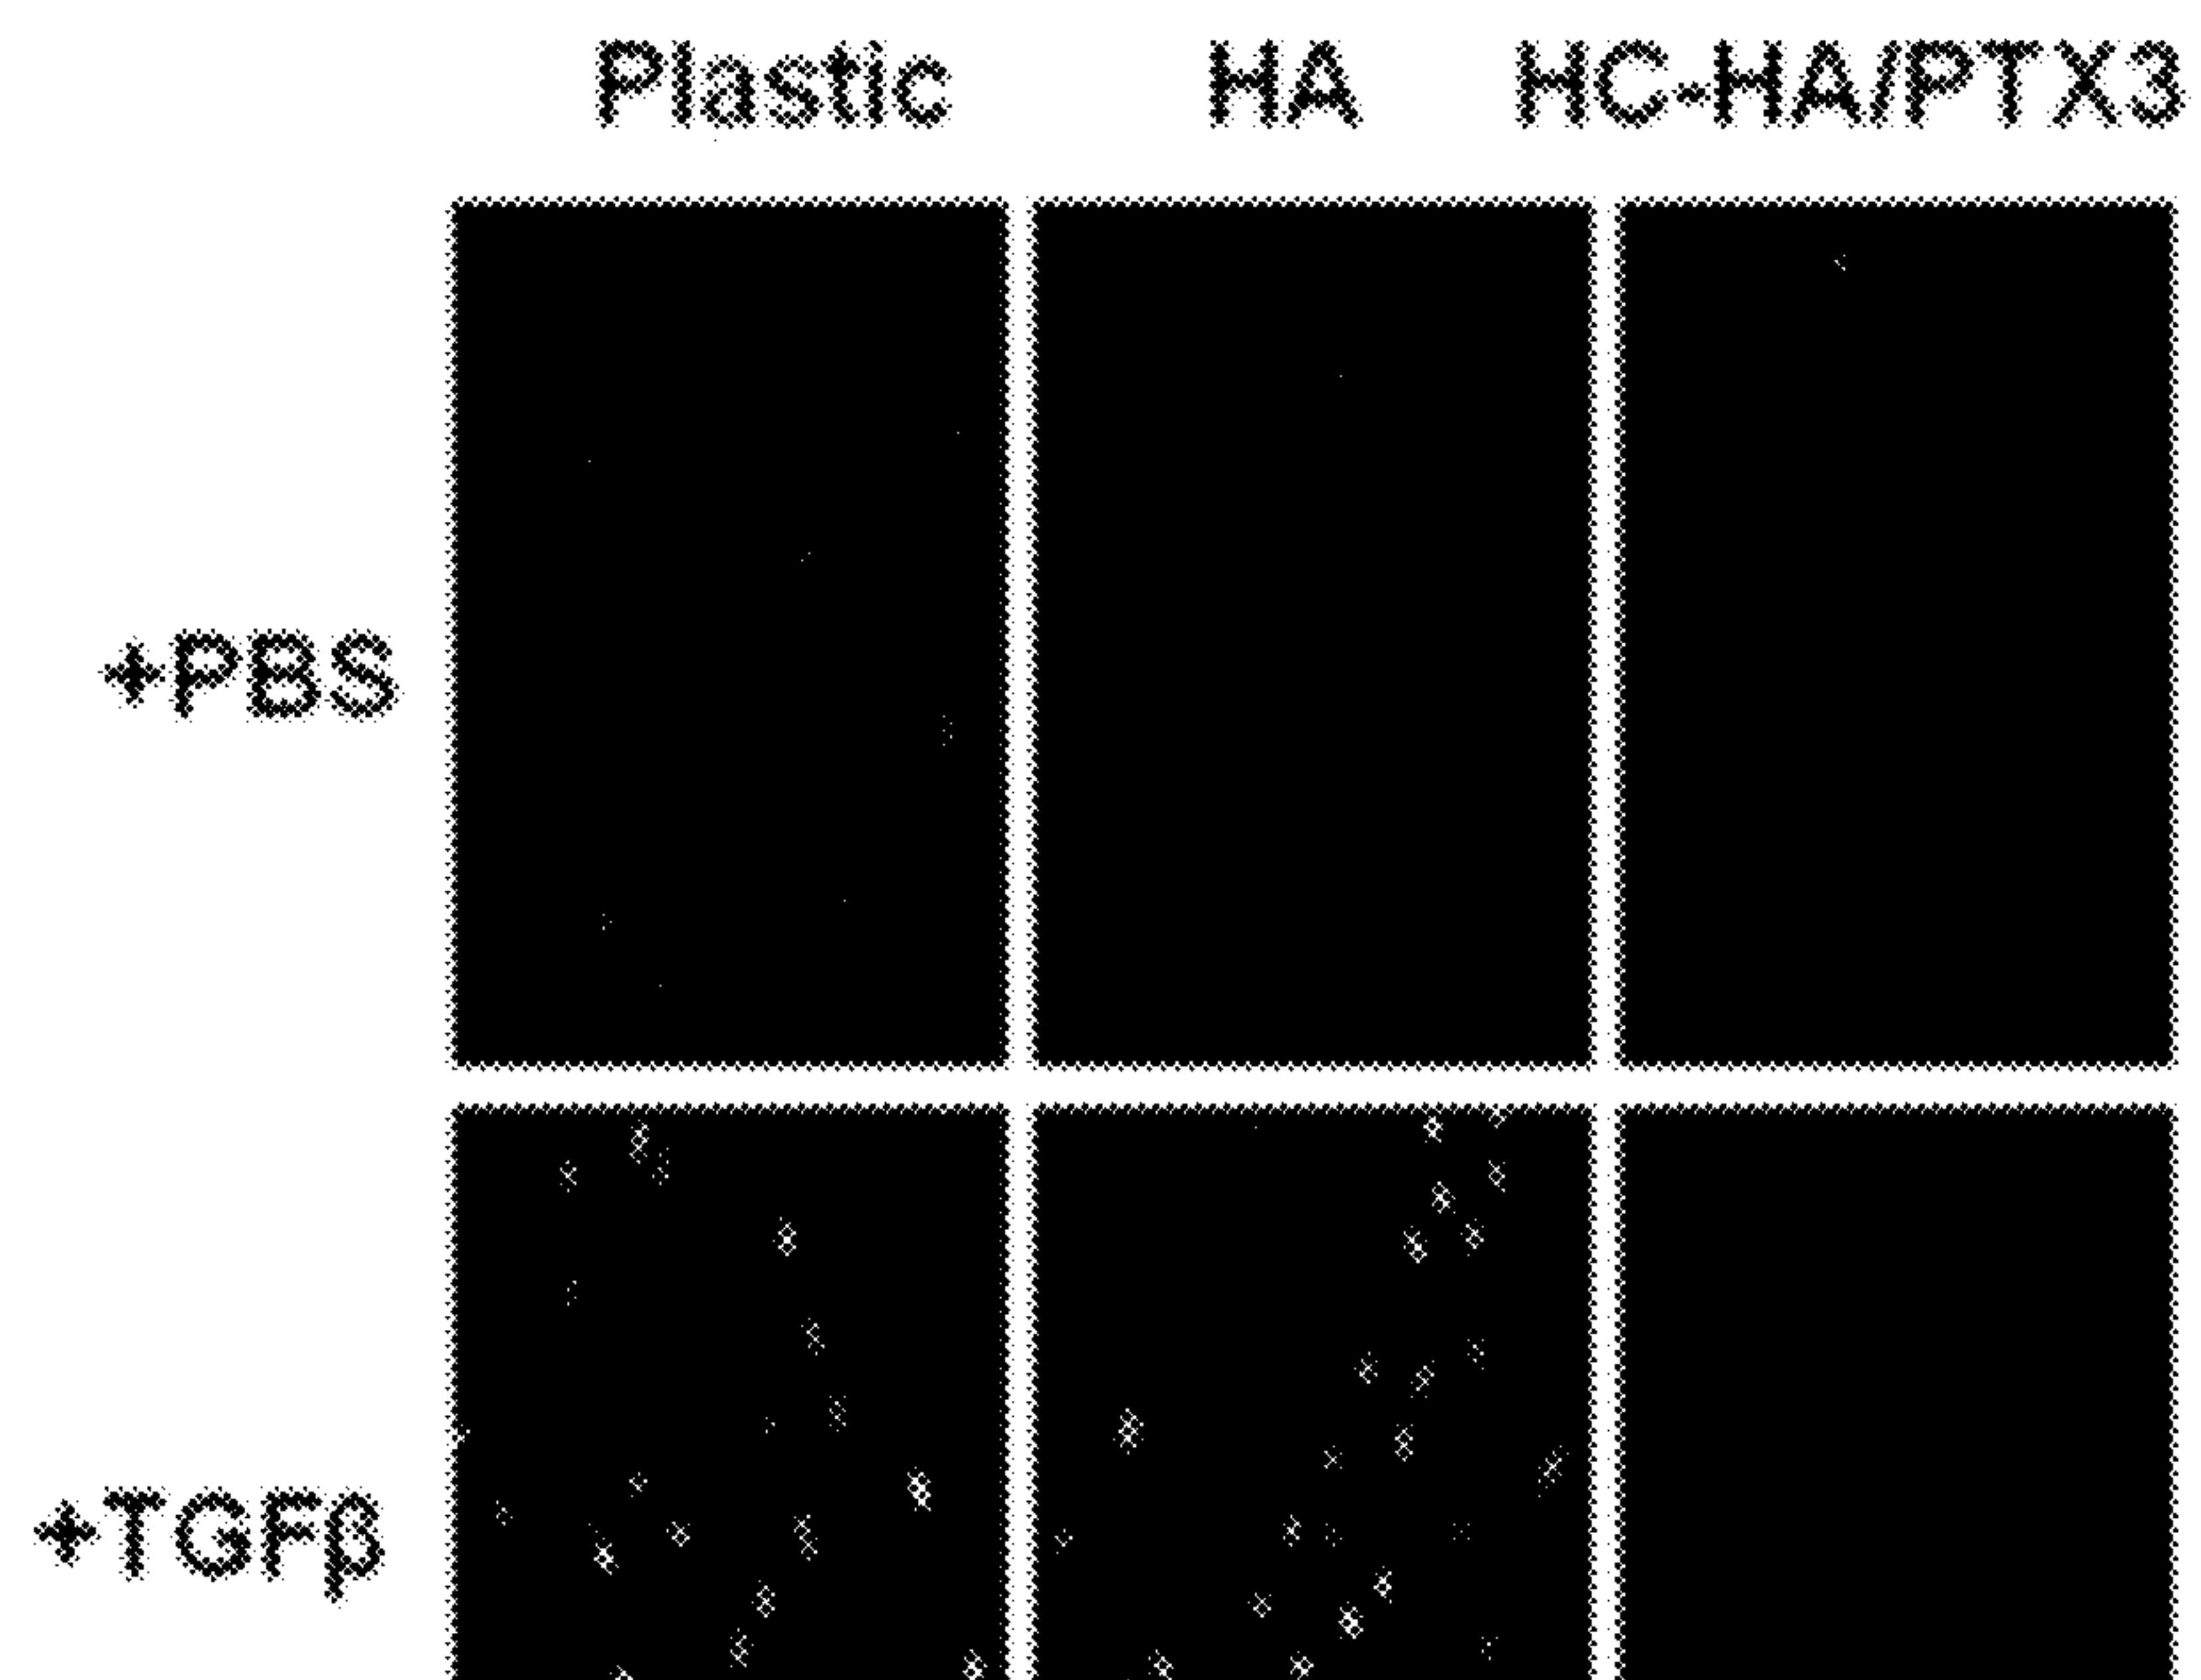 Plastic HA HC-HA/PTX3
+PBS
+TGFβ